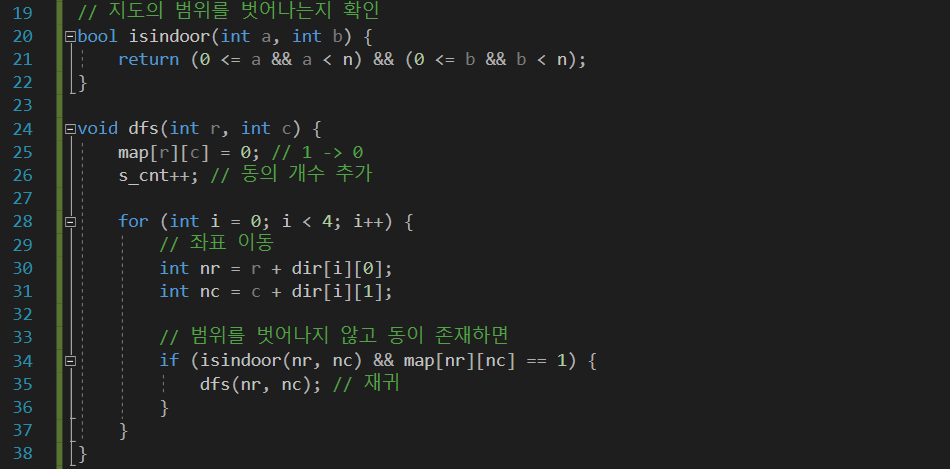 19 // 지도의 범위를 벗어나는지 확인
20 bool isindoor(int a, int b) {
21     return (0 <= a && a < n) && (0 <= b && b < n);
22 }
23
24 void dfs(int r, int c) {
25     map[r][c] = 0; // 1 -> 0
26     s_cnt++; // 동의 개수 추가
27
28     for (int i = 0; i < 4; i++) {
29         // 좌표 이동
30         int nr = r + dir[i][0];
31         int nc = c + dir[i][1];
32
33         // 범위를 벗어나지 않고 동이 존재하면
34         if (isindoor(nr, nc) && map[nr][nc] == 1) {
35             dfs(nr, nc); // 재귀
36         }
37     }
38 }